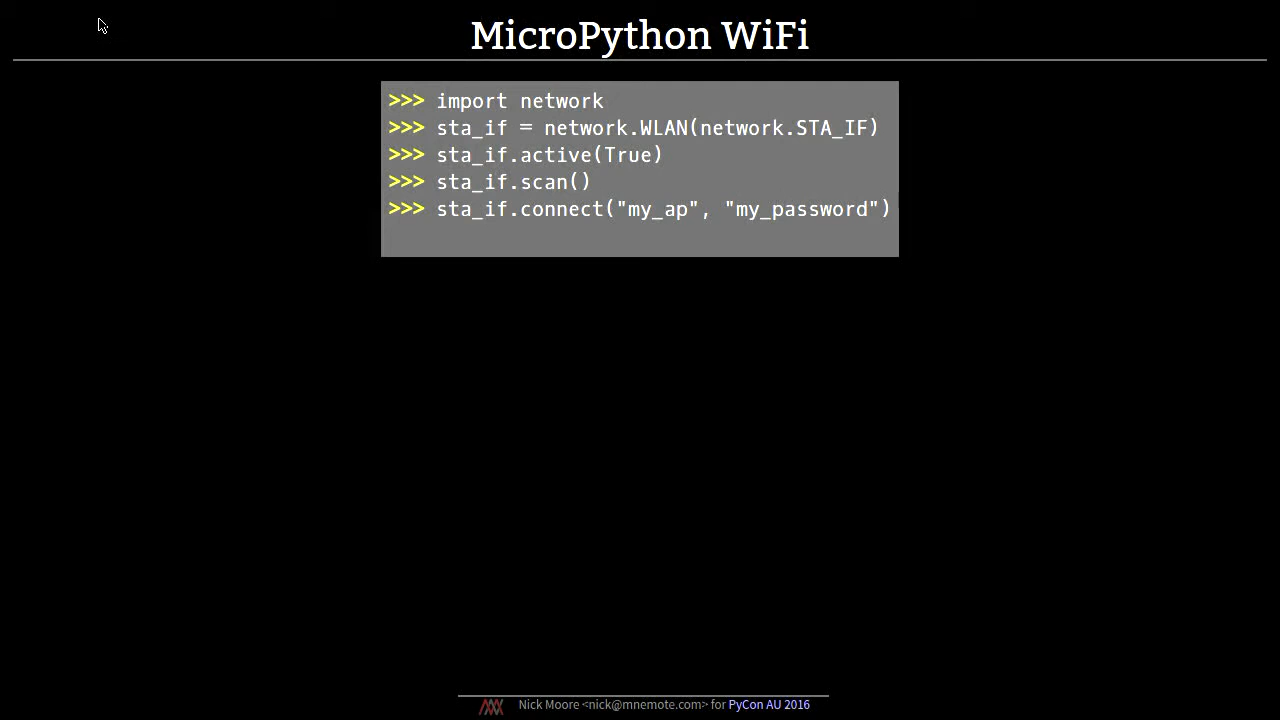 MicroPython WiFi
>>> import network
>>> sta_if = network.WLAN(network.STA_IF)
>>> sta_if.active(True)
>>> sta_if.scan()
>>> sta_if.connect("my_ap", "my_password")
Nick Moore <nick@mnemote.com> for PyCon AU 2016